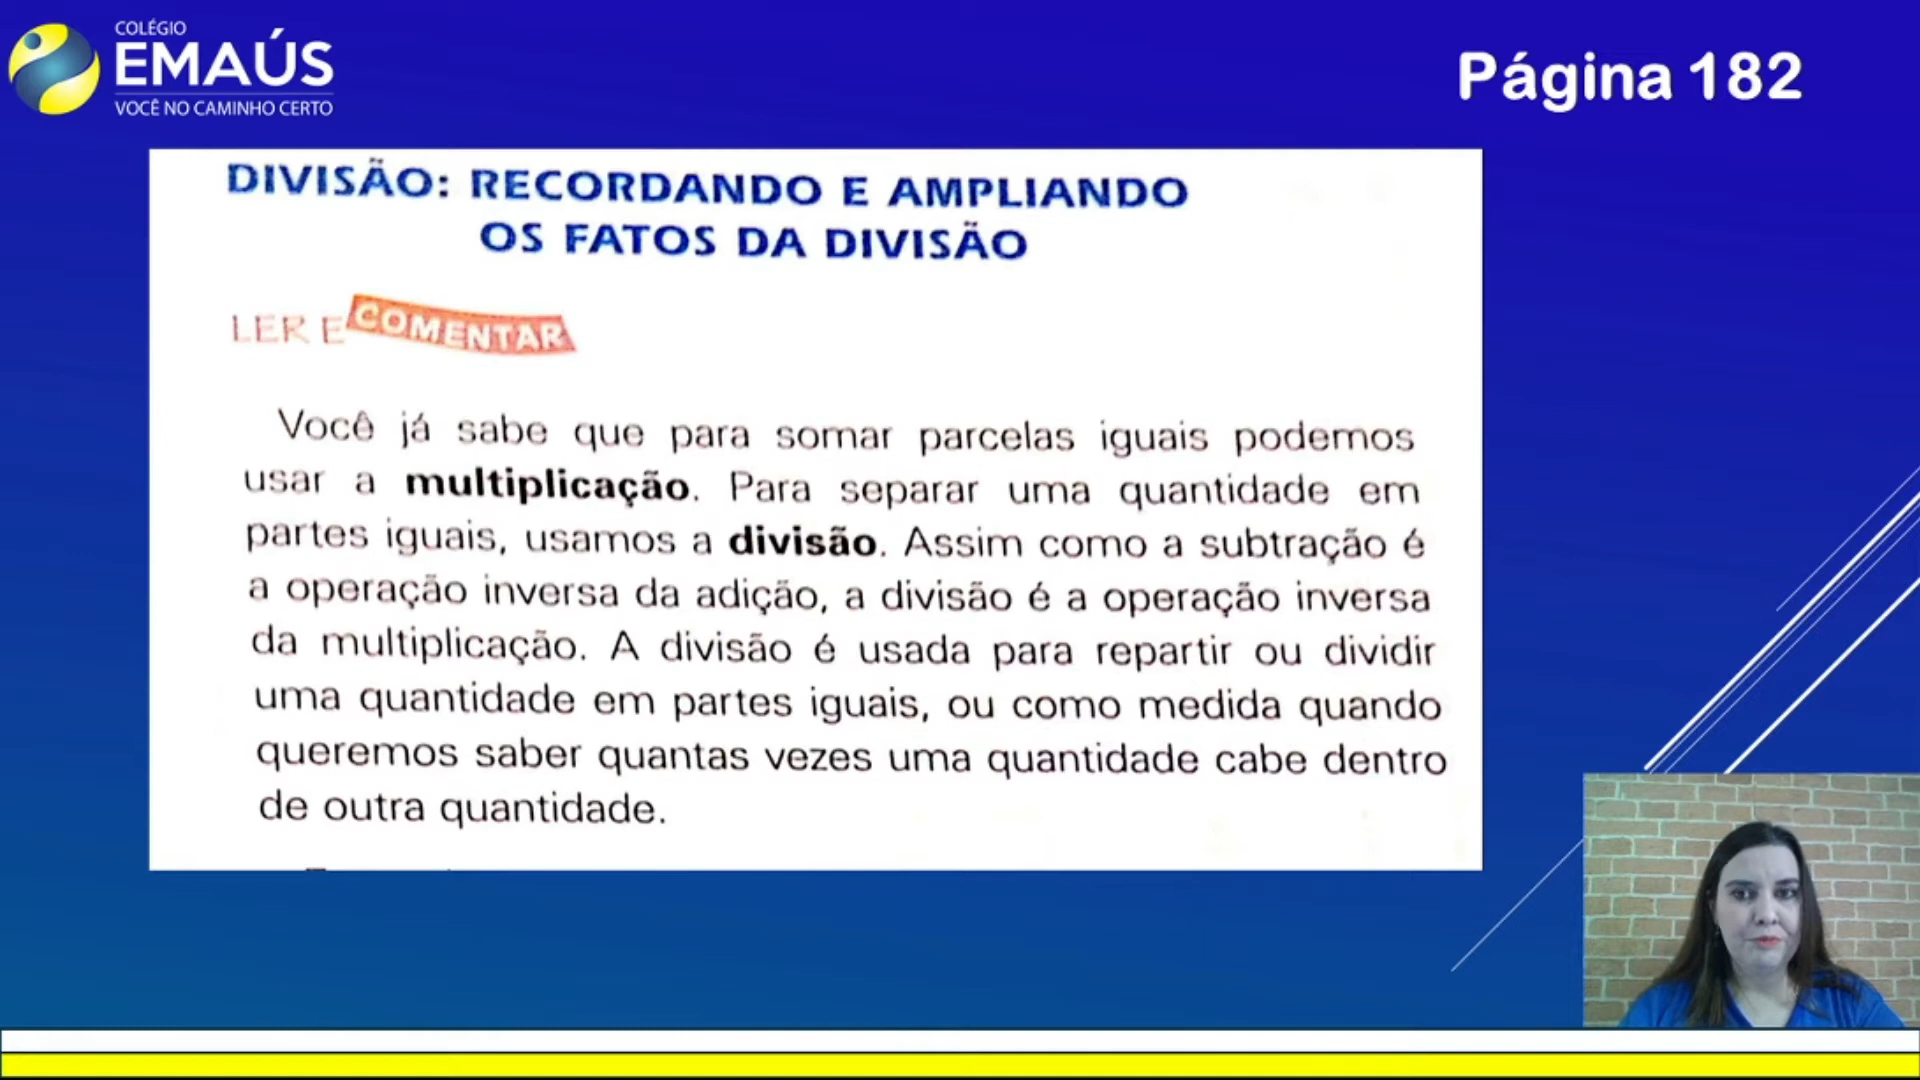 COLÉGIO
EMAÚS
VOCÊ NO CAMINHO CERTO
Página 182
DIVISÃO: RECORDANDO E AMPLIANDO
OS FATOS DA DIVISÃO
LER E COMENTAR
Você já sabe que para somar parcelas iguais podemos
usar a multiplicação. Para separar uma quantidade em
partes iguais, usamos a divisão. Assim como a subtração é
a operação inversa da adição, a divisão é a operação inversa
da multiplicação. A divisão é usada para repartir ou dividir
uma quantidade em partes iguais, ou como medida quando
queremos saber quantas vezes uma quantidade cabe dentro
de outra quantidade.